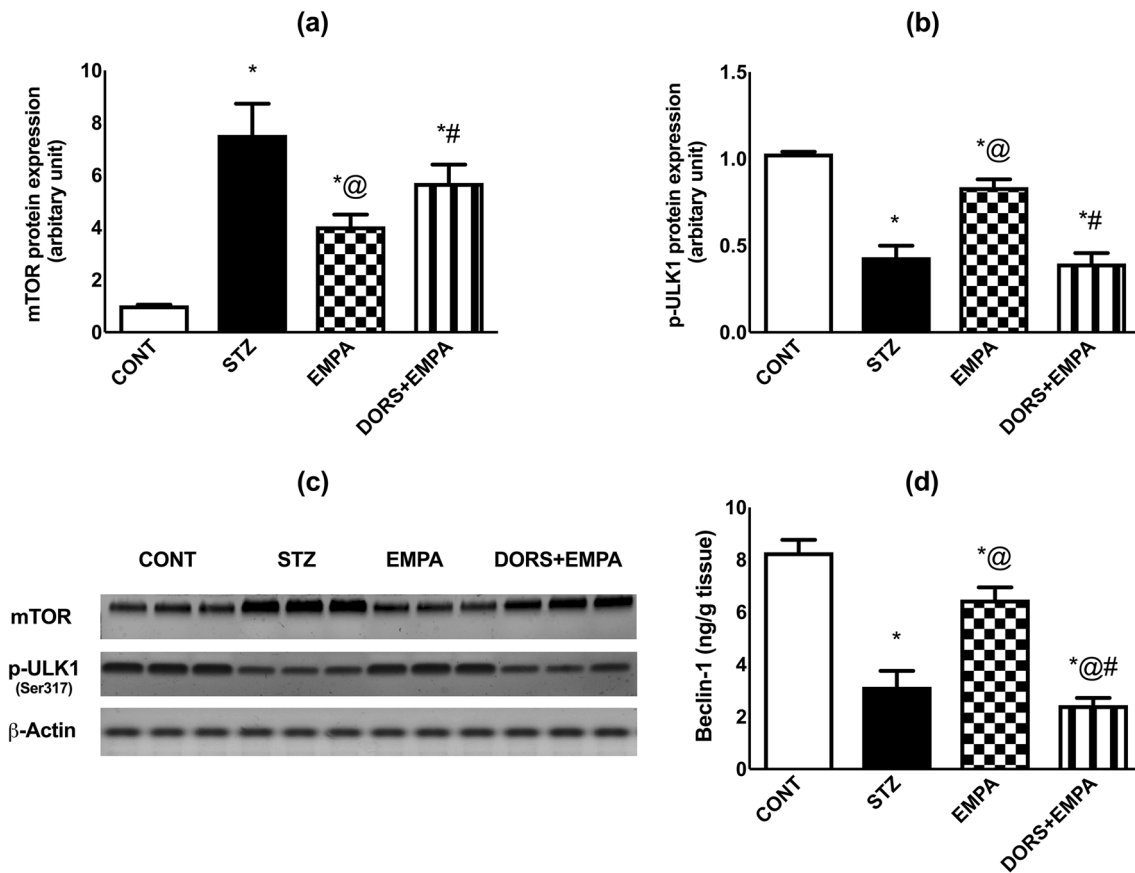 (a)
mTOR protein expression
(arbitary unit)
10
8
6
4
2
0
*
*@
*#
CONT
STZ
EMPA
DORS+EMPA
(b)
p-ULK1 protein expression
(arbitary unit)
1.5
1.0
0.5
0.0
*
*@
*#
CONT
STZ
EMPA
DORS+EMPA
(c)
CONT STZ EMPA DORS+EMPA
mTOR
p-ULK1
(Ser317)
β-Actin
(d)
Beclin-1 (ng/g tissue)
10
8
6
4
2
0
*
*@
*@#
CONT
STZ
EMPA
DORS+EMPA